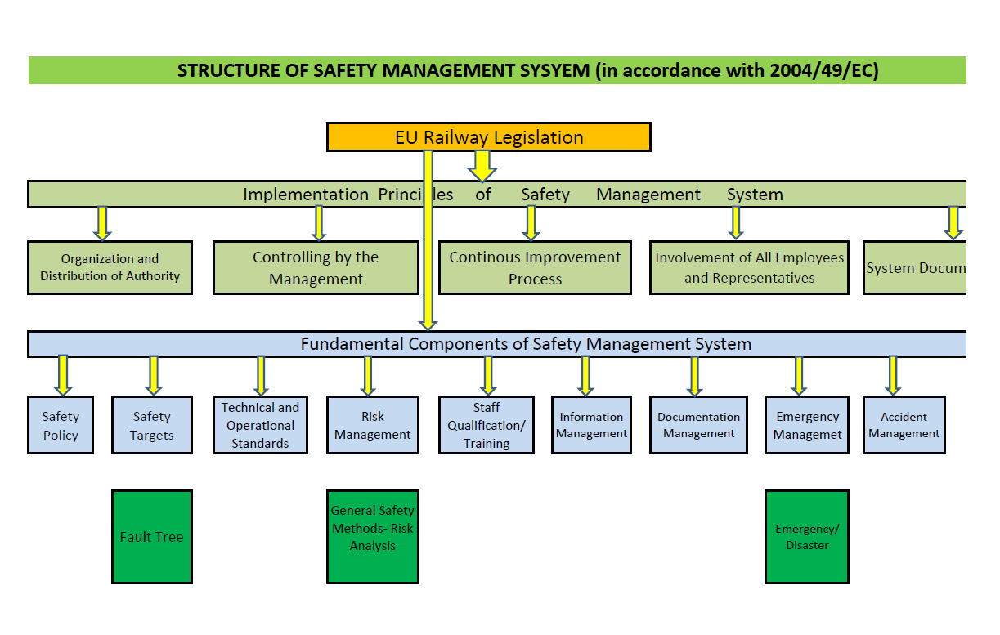 STRUCTURE OF SAFETY MANAGEMENT SYSYEM (in accordance with 2004/49/EC)
EU Railway Legislation
Implementation Principles of Safety Management System
Organization and
Distribution of Authority
Controlling by the
Management
Continous Improvement
Process
Involvement of All Employees
and Representatives
System Docum
Fundamental Components of Safety Management System
Safety
Policy
Safety
Targets
Technical and
Operational
Standards
Risk
Management
Staff
Qualification/
Training
Information
Management
Documentation
Management
Emergency
Managemet
Accident
Management
Fault Tree
General Safety
Methods- Risk
Analysis
Emergency/
Disaster